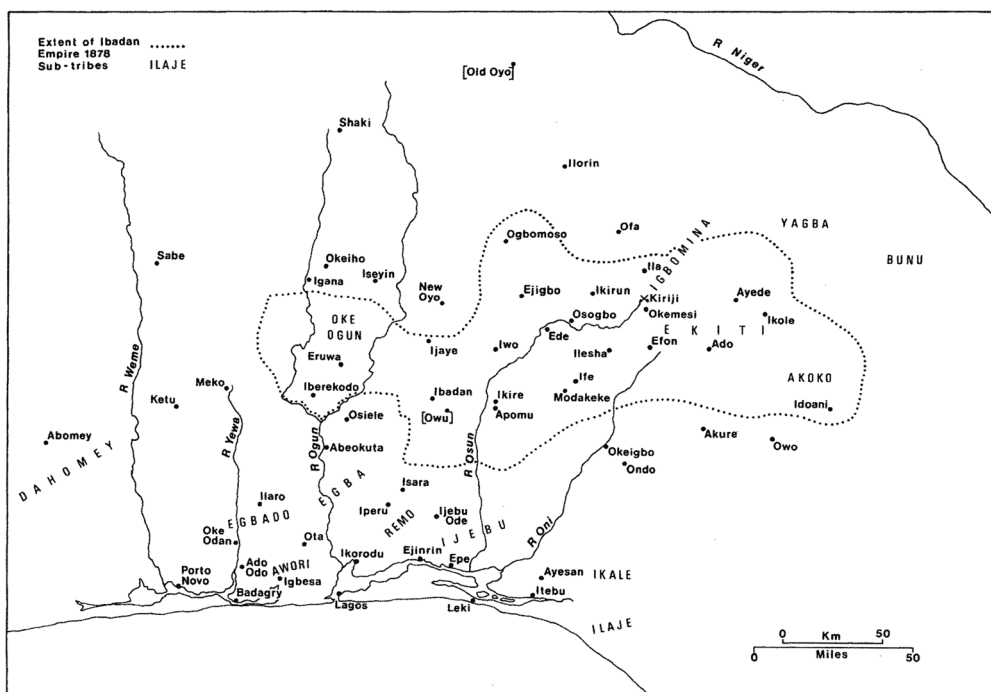 Extent of Ibadan
Empire 1878
Sub-tribes ILAJE
R Niger
[Old Oyo]
Shaki
Ilorin
YAGBA
Ofa
Ogbomoso
IGBOMINA
BUNU
Sabe
Okeiho
Ila
Igana
Iseyin
New
Oyo
Ejigbo
Ikirun
Kiriji
Ayede
OKE
OGUN
Osogbo
Okemesi
Ikole
EKITI
Ede
Ijaye
Iwo
Ilesha
Efon
Ado
Eruwa
R Weme
Ife
AKOKO
Meko
Iberekodo
Ibadan
Ikire
Modakeke
Ketu
Osiele
[Owu]
Apomu
Idoani
Abomey
R Yewa
R Ogun
Abeokuta
R Osun
Okeigbo
Akure
Owo
Ondo
DAHOMEY
EGBA
Isara
Ilaro
Iperu
REMO
Ijebu
Ode
EGBADO
IJEBU
R Oni
Oke
Odan
Ota
Ikorodu
Ejinrin
Epe
Ado
Odo
AWORI
Igbesa
Ayesan
IKALE
Porto
Novo
Badagry
Lagos
Leki
Itebu
ILAJE
0 Km 50
0 Miles 50